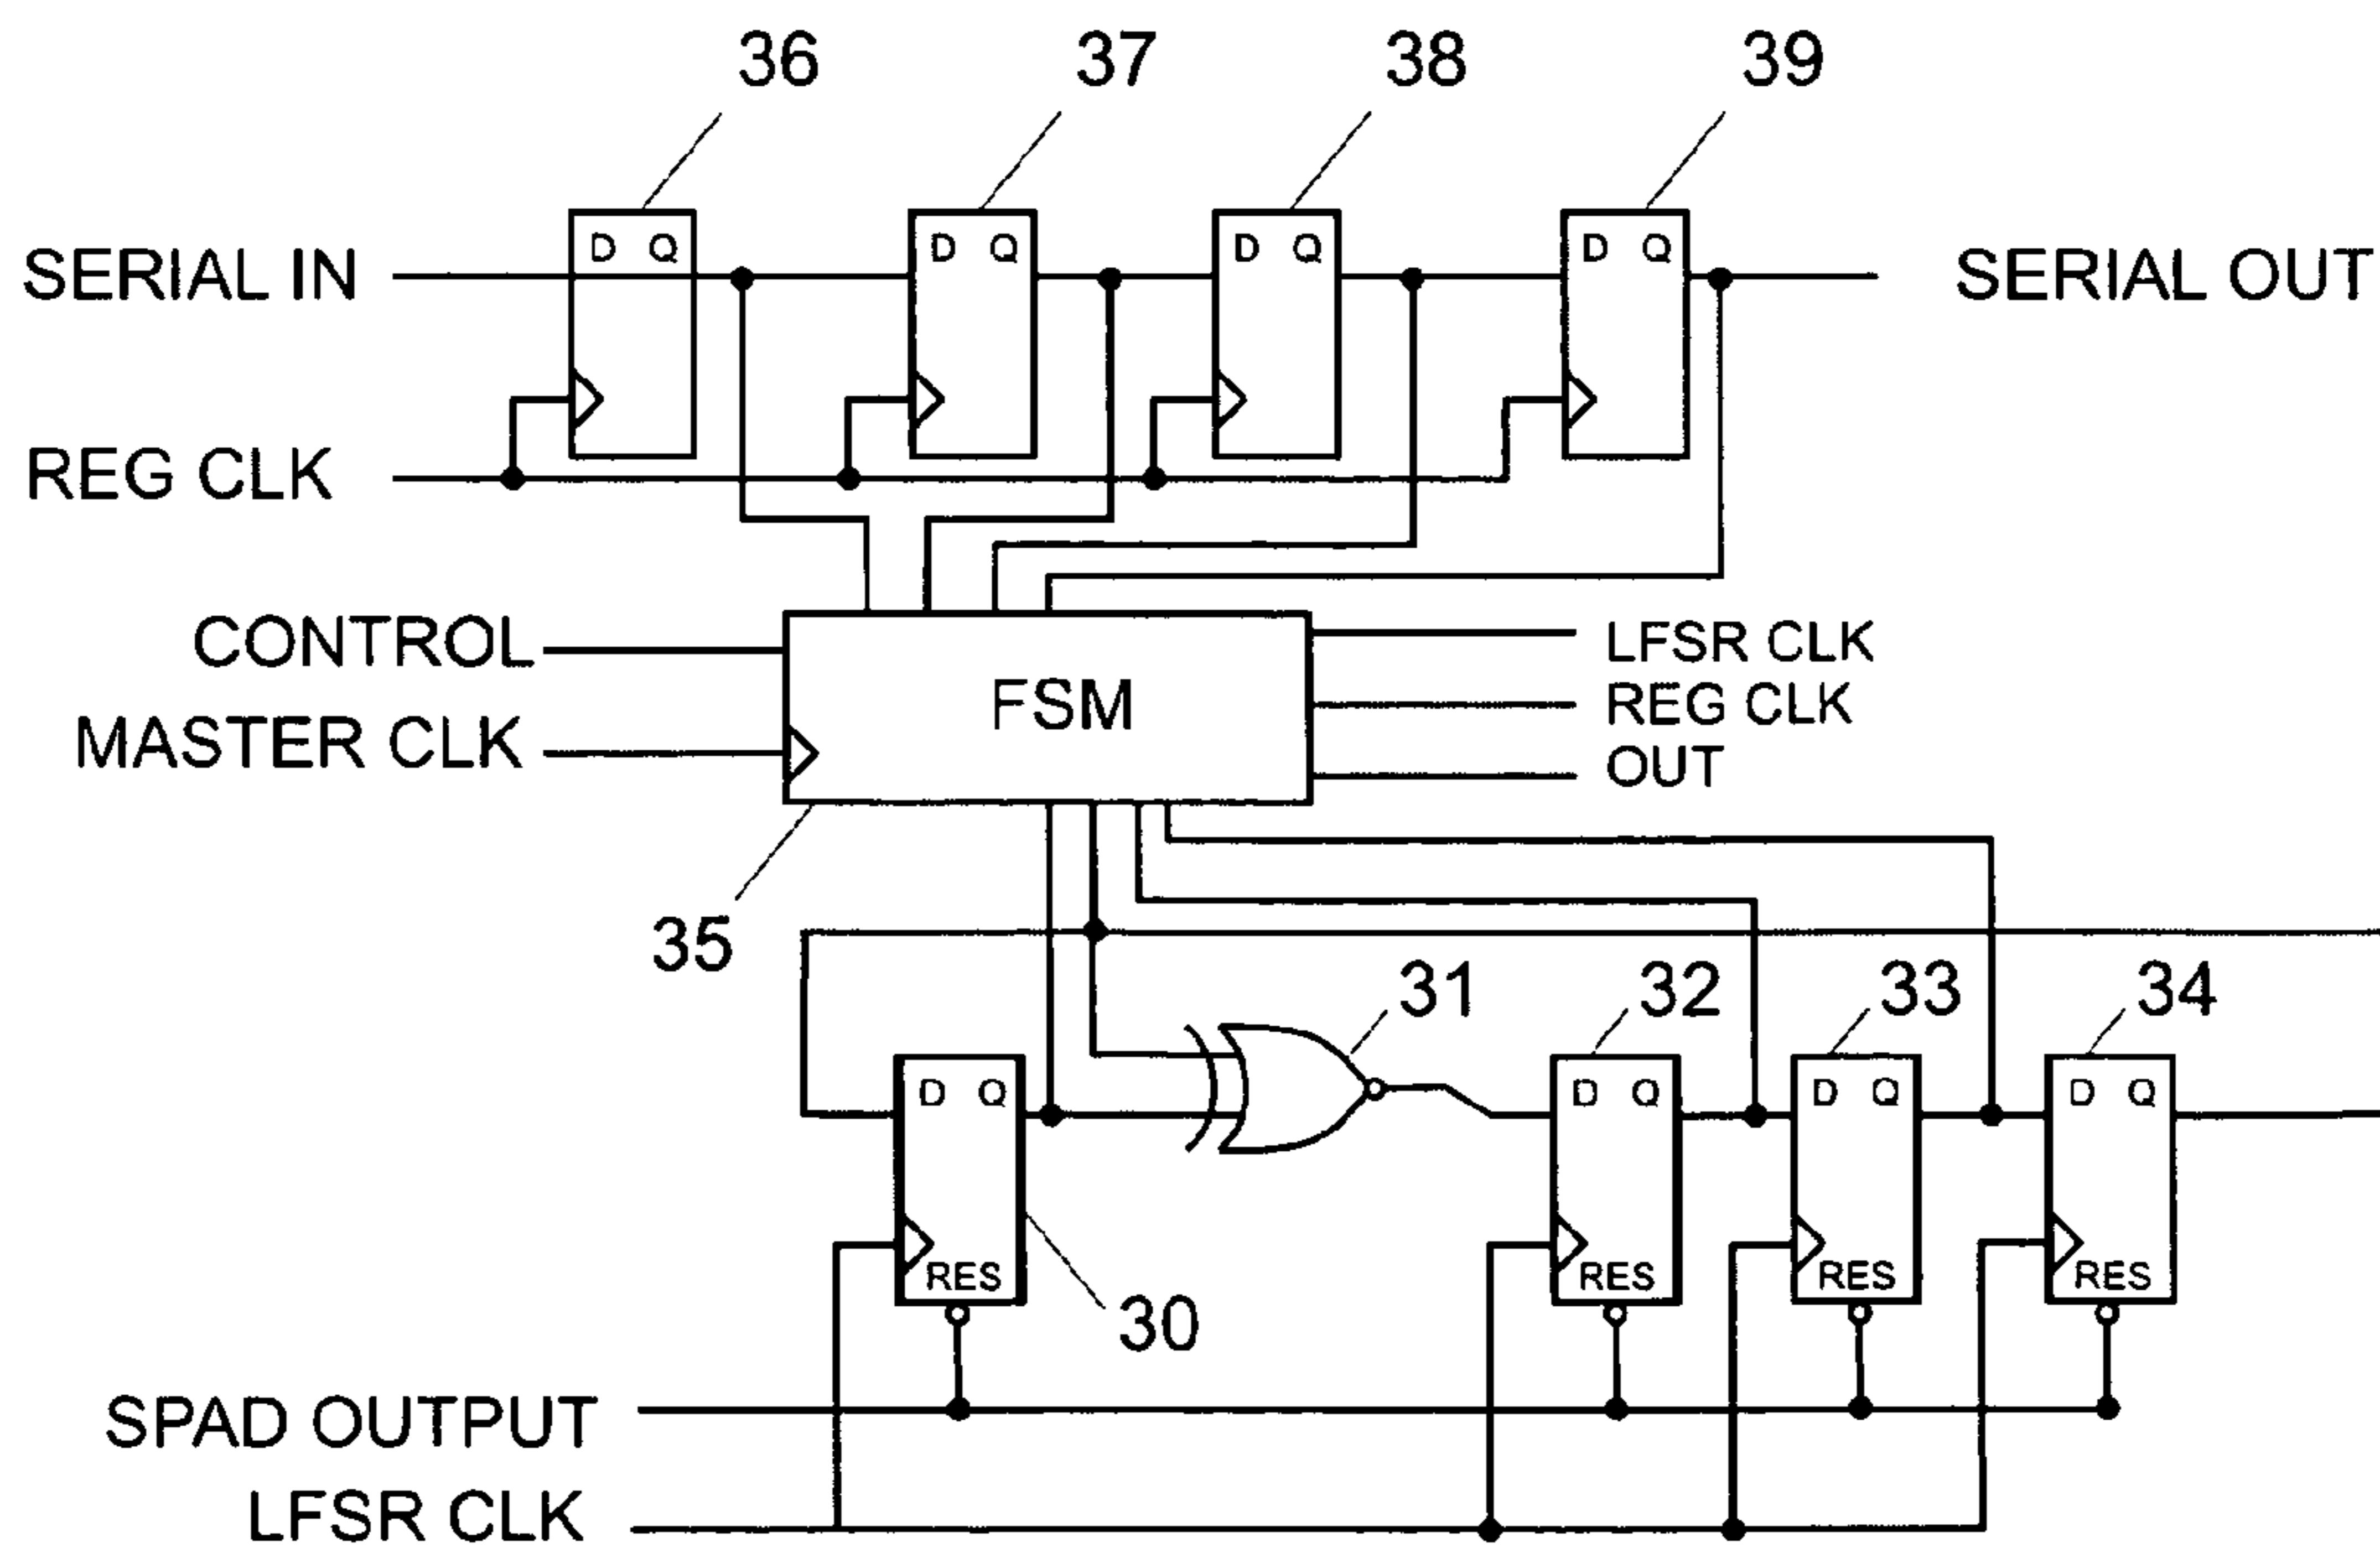 36 37 38 39
D Q D Q D Q D Q
SERIAL IN SERIAL OUT
REG CLK
CONTROL LFSR CLK
FSM REG CLK
MASTER CLK OUT
35 31 32 33 34
D Q D Q D Q D Q
RES RES RES RES
30
SPAD OUTPUT
LFSR CLK